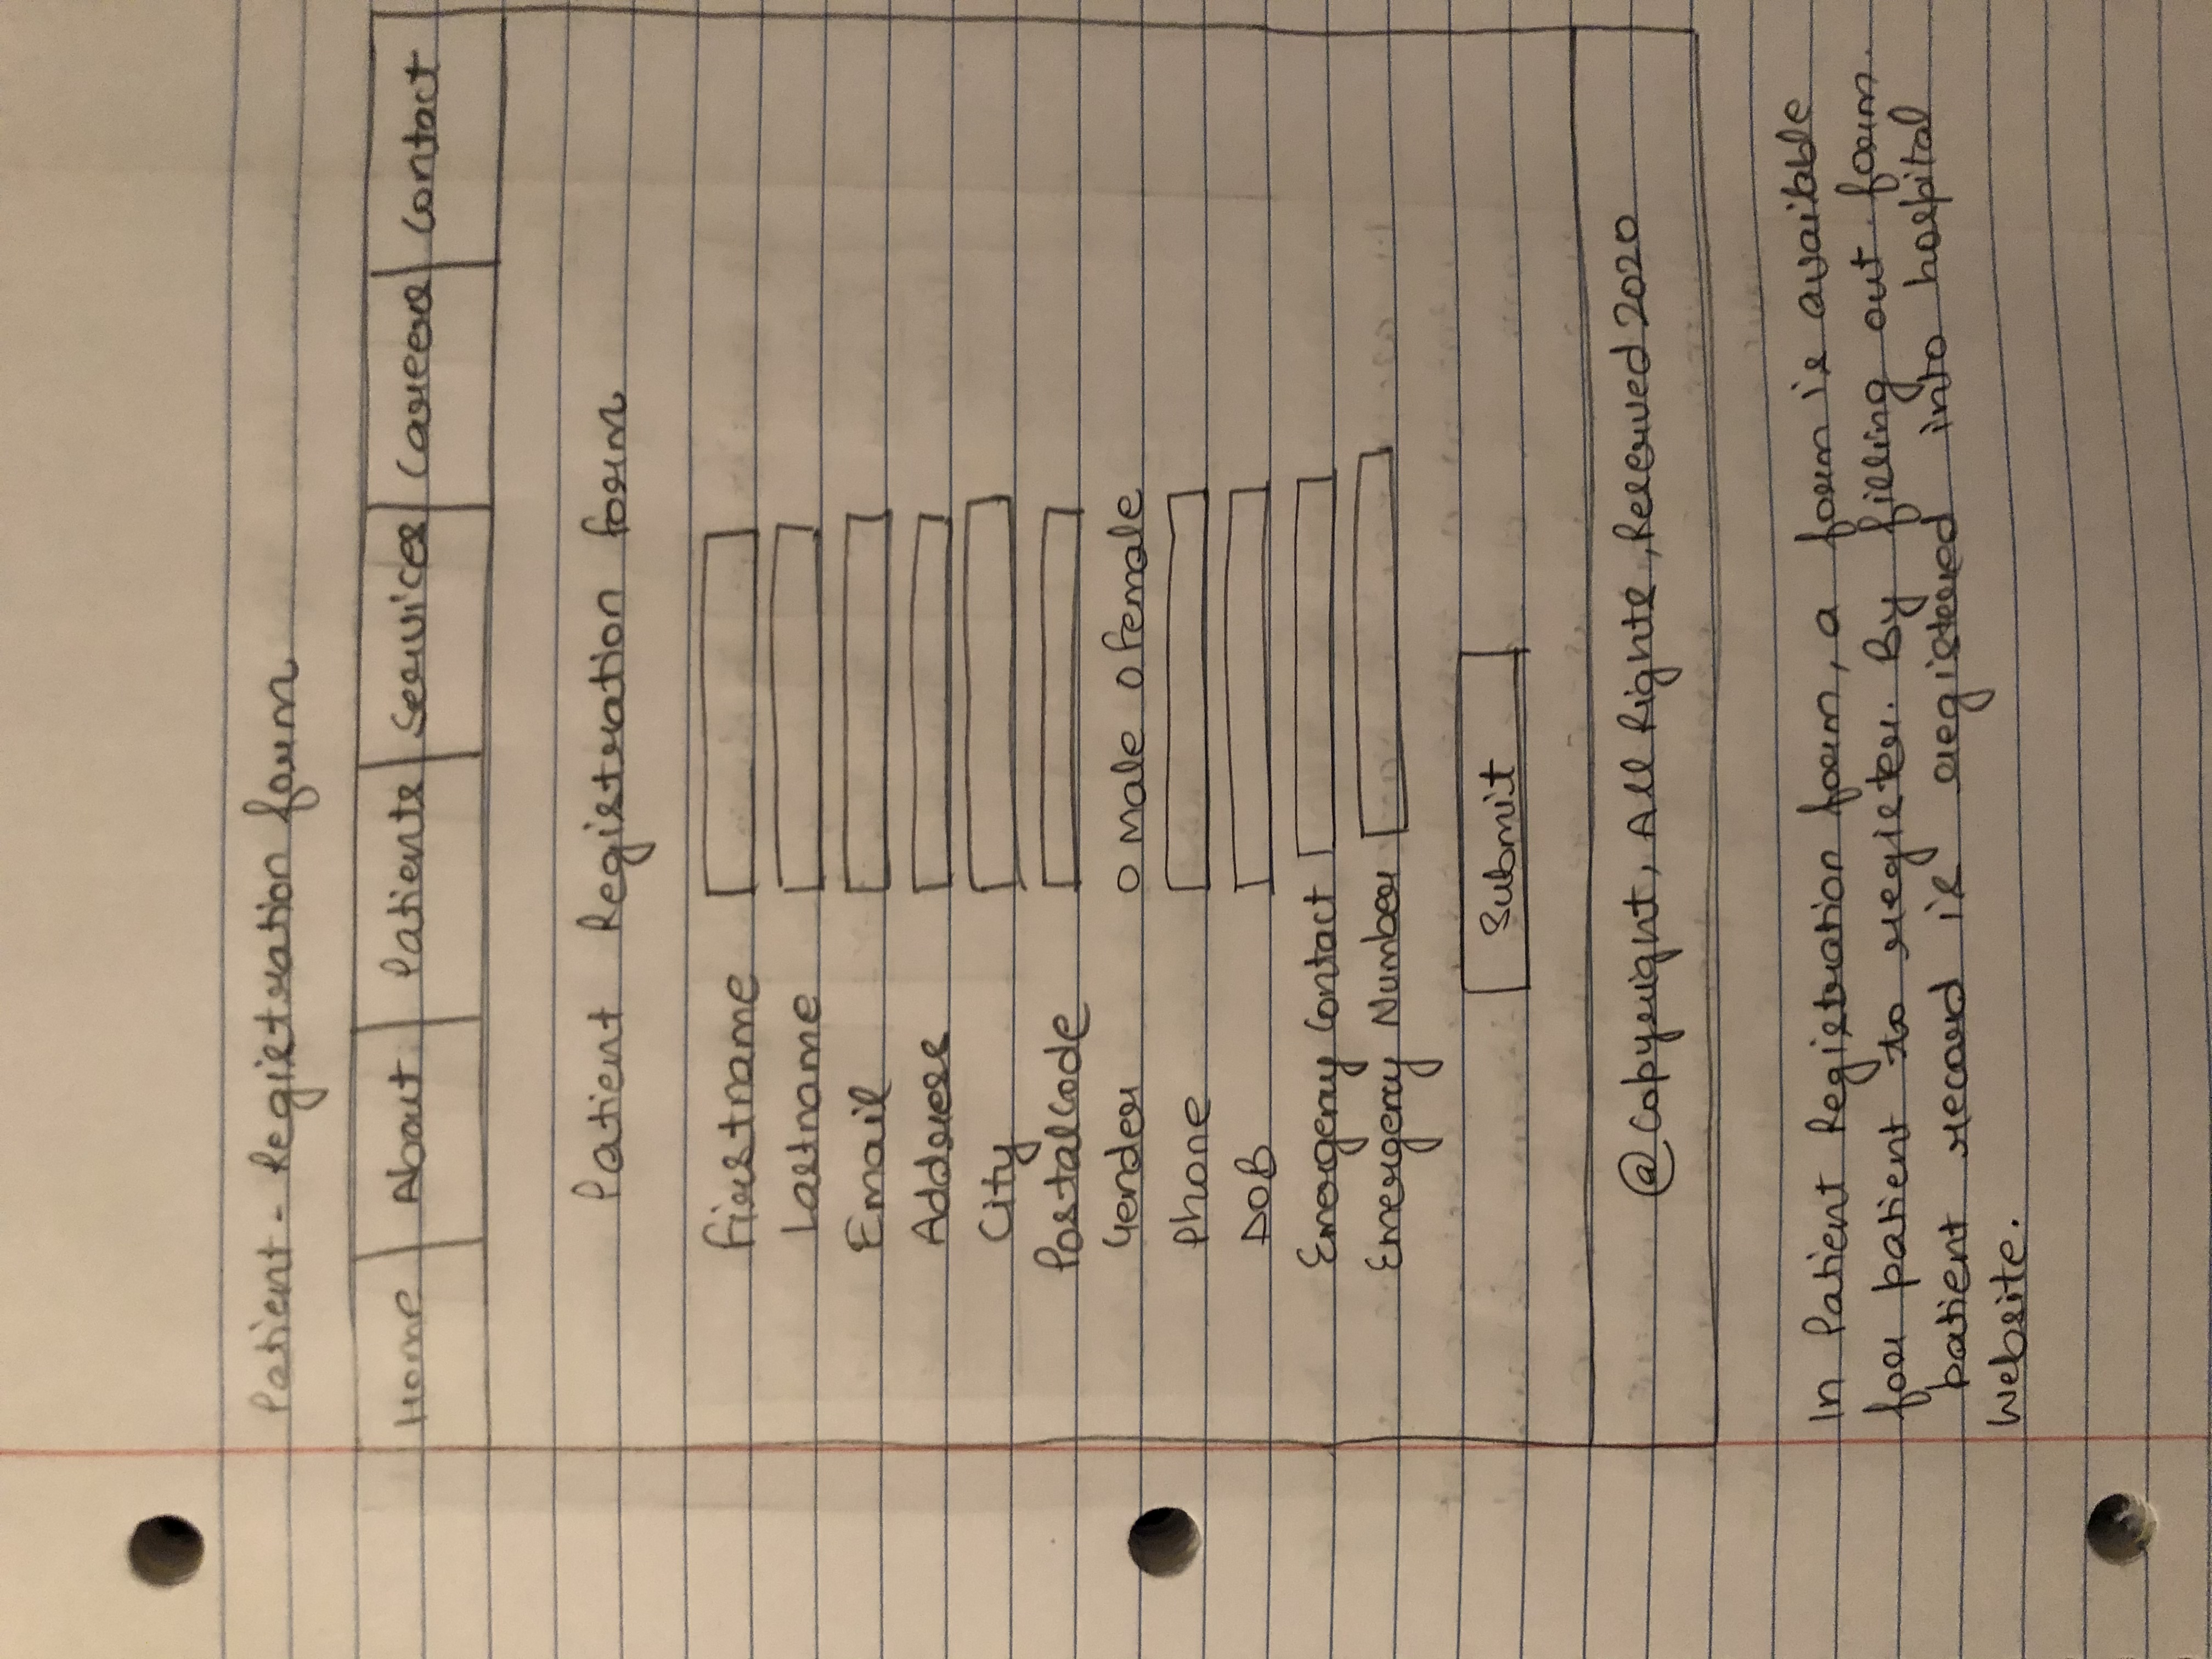 Patient - Registration form
Home About Patients Services Careers Contact
Patient Registration form
Firstname
Lastname
Email
Address
City
PostalCode
Gender O Male O Female
Phone
DOB
Emergency Contact
Emergency Number
Submit
@Copyright, All Rights, Reserved 2020
In Patient Registration form, a form is available
for patient to register. By filling out form
patient record is registered into hospital
website.